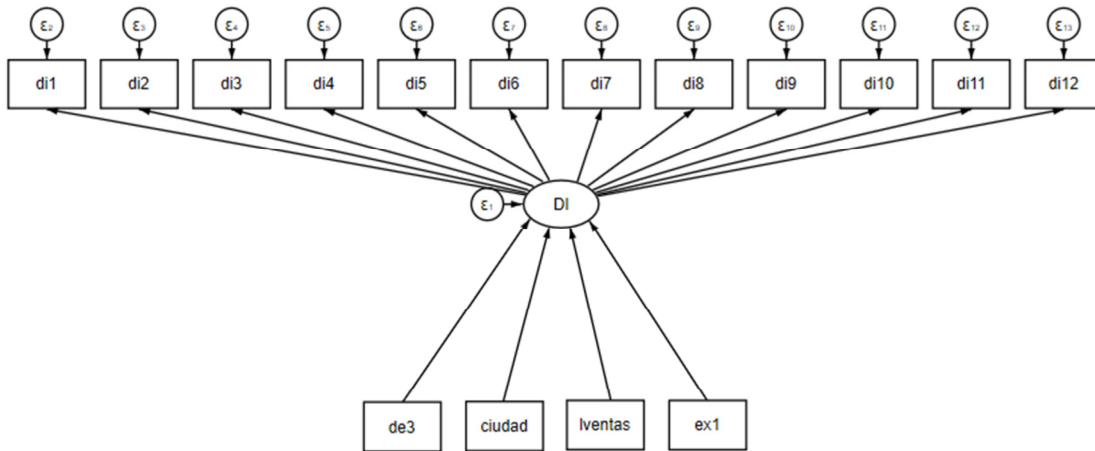 ε2 ε3 ε4 ε5 ε6 ε7 ε8 ε9 ε10 ε11 ε12 ε13
di1 di2 di3 di4 di5 di6 di7 di8 di9 di10 di11 di12
ε1 DI
de3 ciudad lventas ex1